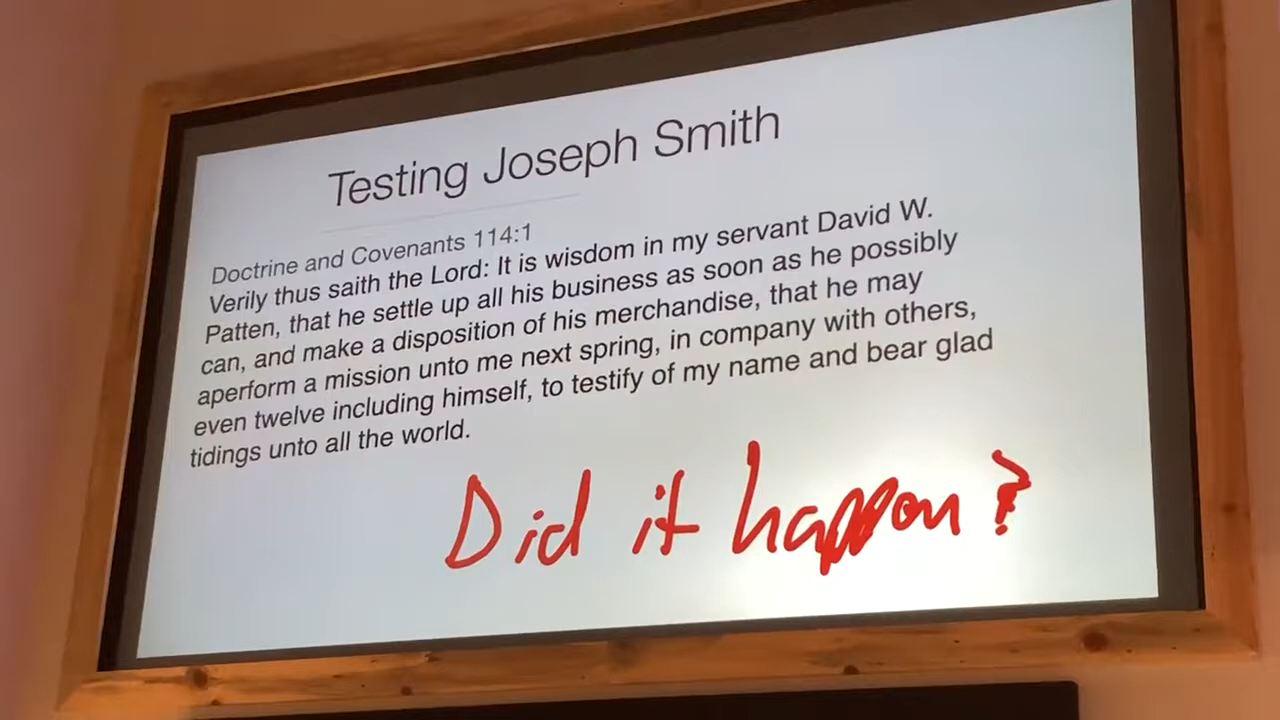 Testing Joseph Smith
Doctrine and Covenants 114:1
Verily thus saith the Lord: It is wisdom in my servant David W.
Patten, that he settle up all his business as soon as he possibly
can, and make a disposition of his merchandise, that he may
aperform a mission unto me next spring, in company with others,
even twelve including himself, to testify of my name and bear glad
tidings unto all the world.
Did it happen?